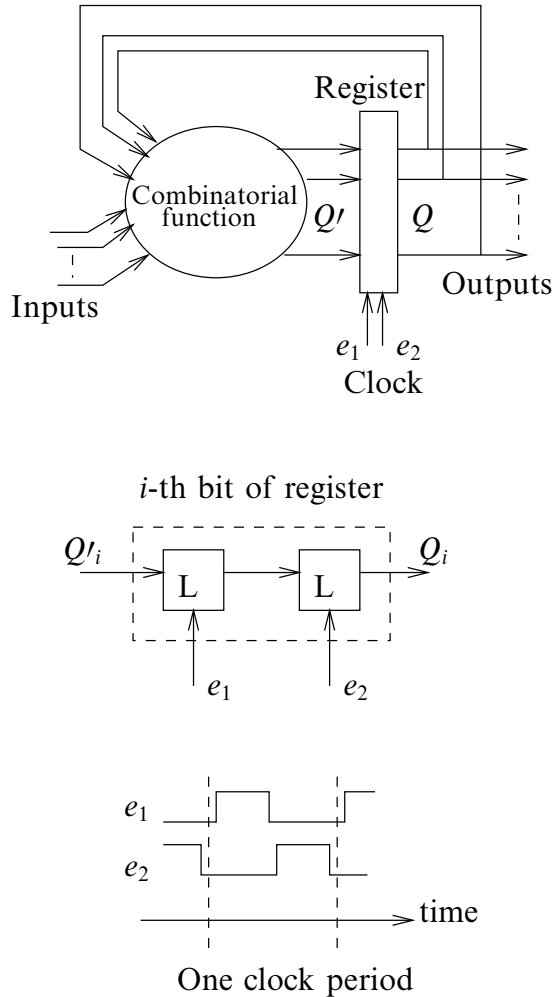 Register
Combinatorial
function
Q′
Q
Inputs
Outputs
e1
e2
Clock
i-th bit of register
Q′i
Qi
L
L
e1
e2
e1
e2
time
One clock period